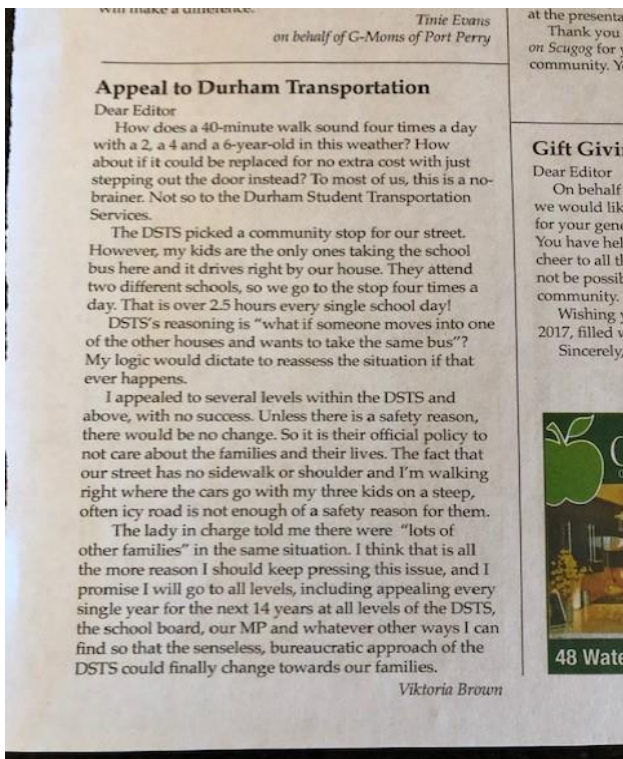 will make a difference.
Tinie Evans
on behalf of G-Moms of Port Perry
Appeal to Durham Transportation
Dear Editor
How does a 40-minute walk sound four times a day
with a 2, a 4 and a 6-year-old in this weather? How
about if it could be replaced for no extra cost with just
stepping out the door instead? To most of us, this is a no-
brainer. Not so to the Durham Student Transportation
Services.
The DSTS picked a community stop for our street.
However, my kids are the only ones taking the school
bus here and it drives right by our house. They attend
two different schools, so we go to the stop four times a
day. That is over 2.5 hours every single school day!
DSTS's reasoning is "what if someone moves into one
of the other houses and wants to take the same bus"?
My logic would dictate to reassess the situation if that
ever happens.
I appealed to several levels within the DSTS and
above, with no success. Unless there is a safety reason,
there would be no change. So it is their official policy to
not care about the families and their lives. The fact that
our street has no sidewalk or shoulder and I'm walking
right where the cars go with my three kids on a steep,
often icy road is not enough of a safety reason for them.
The lady in charge told me there were "lots of
other families" in the same situation. I think that is all
the more reason I should keep pressing this issue, and I
promise I will go to all levels, including appealing every
single year for the next 14 years at all levels of the DSTS,
the school board, our MP and whatever other ways I can
find so that the senseless, bureaucratic approach of the
DSTS could finally change towards our families.
Viktoria Brown
at the
Thank you
on Scugog for
community.
Gift
Dear Editor
On behalf
we would
for your
You have
cheer to all
not be
community.
Wishing
2017, filled
Sincerely,
48